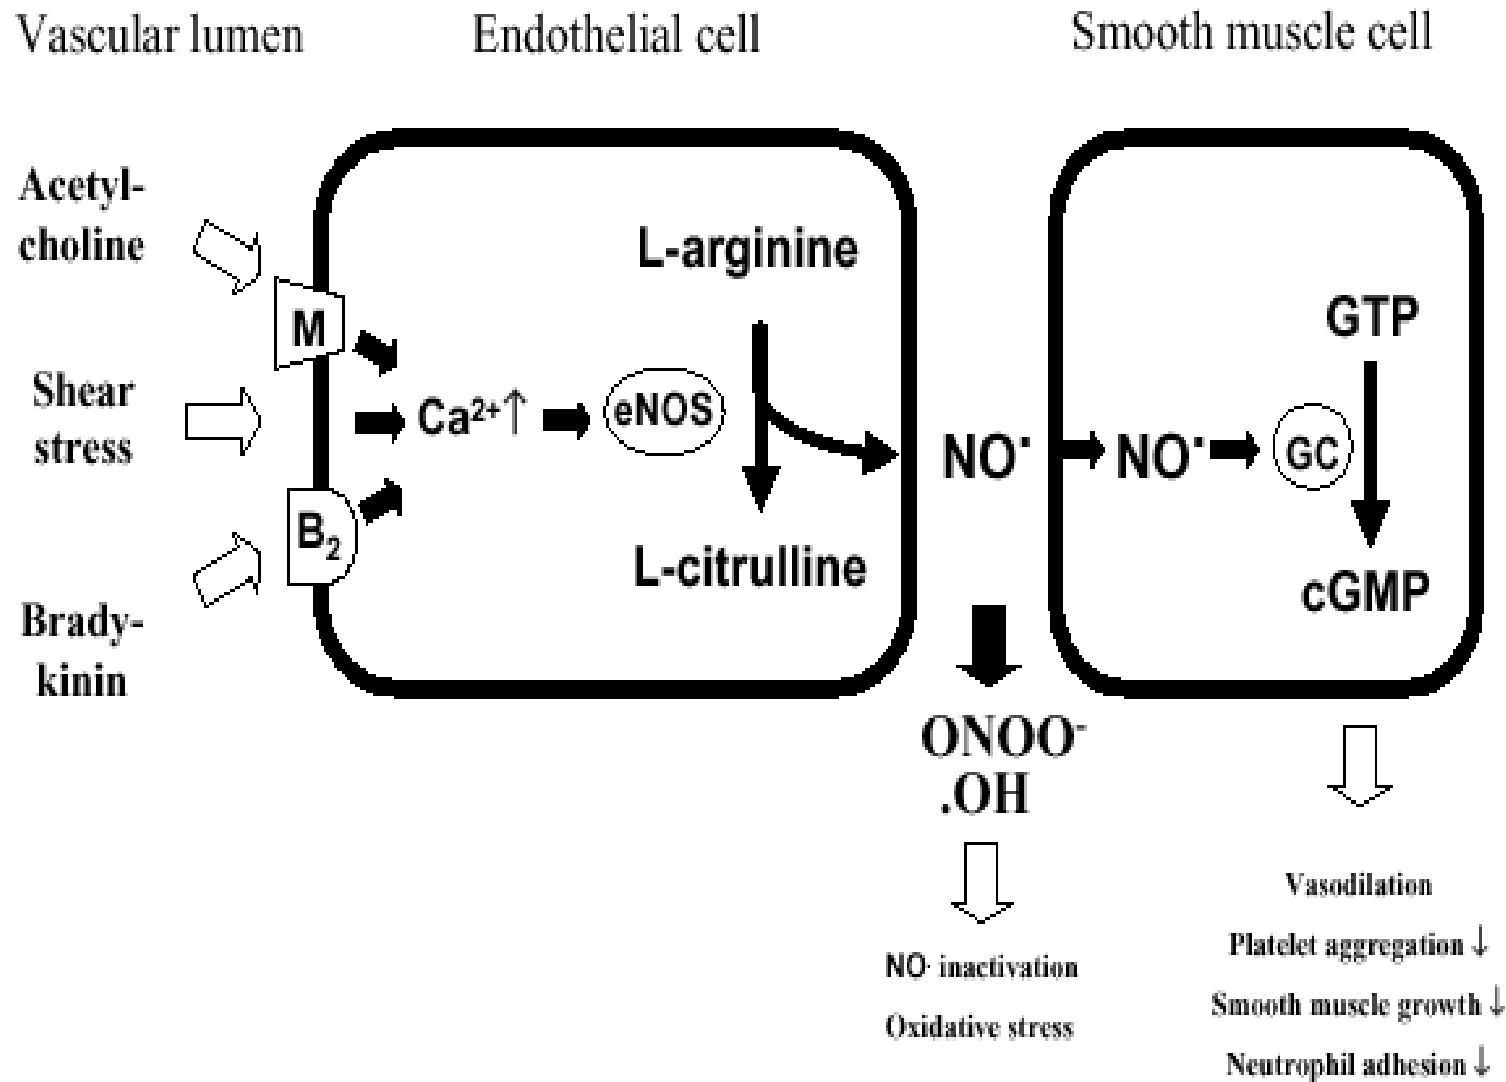 Vascular lumen
Endothelial cell
Smooth muscle cell
Acetyl-
choline
Shear
stress
Brady-
kinin
M
B₂
Ca²⁺↑
eNOS
L-arginine
L-citrulline
NO·
NO·
GC
GTP
cGMP
ONOO⁻
.OH
NO· inactivation
Oxidative stress
Vasodilation
Platelet aggregation ↓
Smooth muscle growth ↓
Neutrophil adhesion ↓